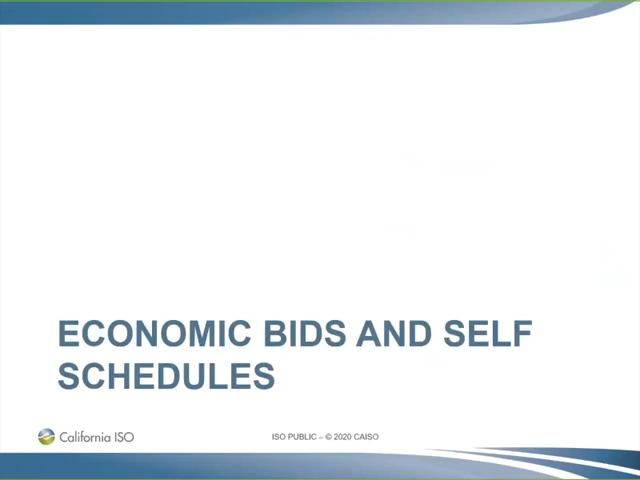 ECONOMIC BIDS AND SELF
SCHEDULES
California ISO
ISO PUBLIC – © 2020 CAISO